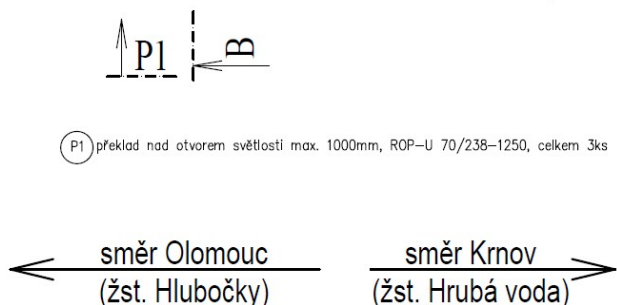 P1 B
P1 překlad nad otvorem světlosti max. 1000mm, ROP-U 70/238-1250, celkem 3ks
směr Olomouc
(žst. Hlubočky)
směr Krnov
(žst. Hrubá voda)